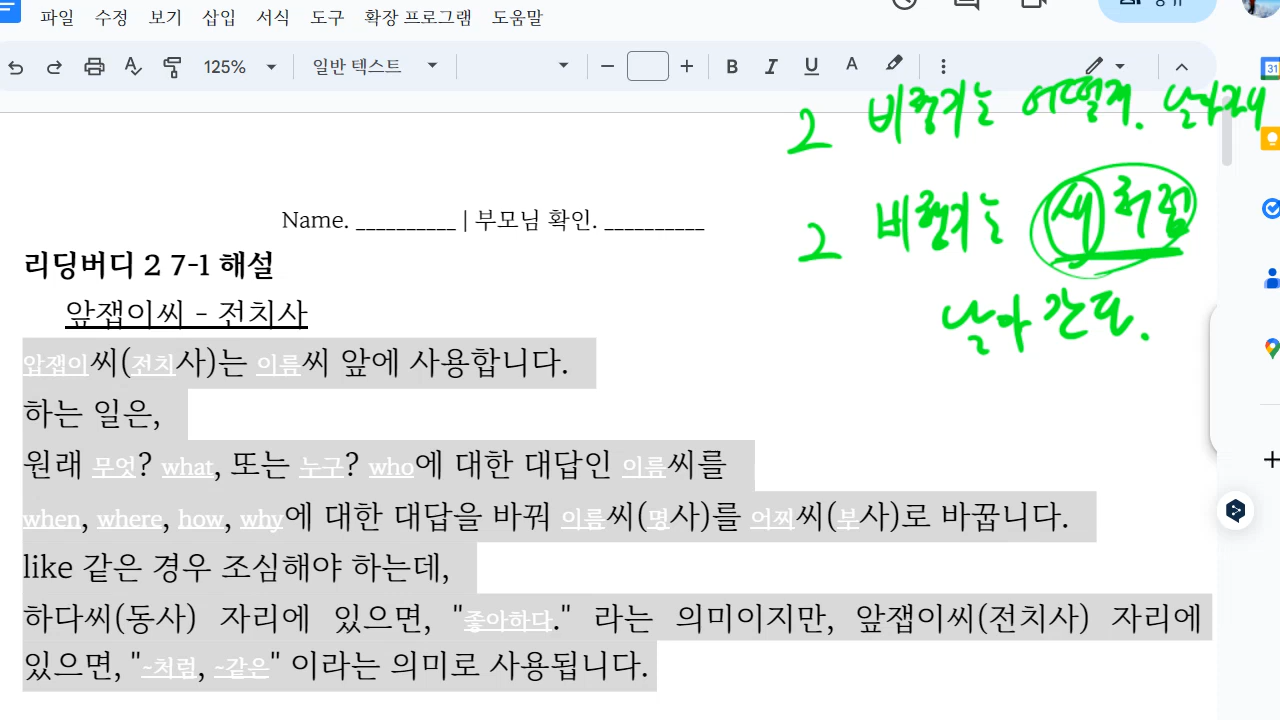 파일 수정 보기 삽입 서식 도구 확장 프로그램 도움말
125% 일반 텍스트 B I U A
31
2 비행기는 어떻게. 날아가니
Name. __________ | 부모님 확인. __________
2 비행기는 새처럼
날아 간다.
리딩버디 2 7-1 해설
앞잽이씨 - 전치사
앞잽이씨(전치사)는 이름씨 앞에 사용합니다.
하는 일은,
원래 무엇? what, 또는 누구? who에 대한 대답인 이름씨를
when, where, how, why에 대한 대답을 바꿔 이름씨(명사)를 어찌씨(부사)로 바꿉니다.
like 같은 경우 조심해야 하는데,
하다씨(동사) 자리에 있으면, "좋아하다." 라는 의미이지만, 앞잽이씨(전치사) 자리에
있으면, "~처럼, ~같은" 이라는 의미로 사용됩니다.